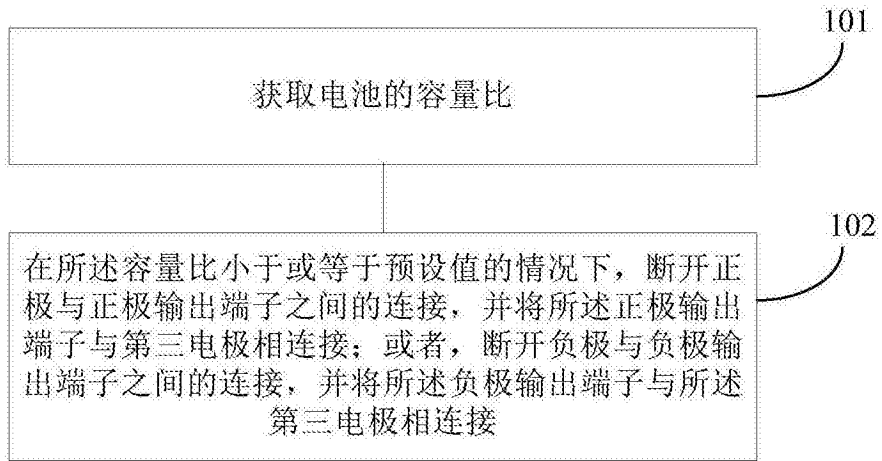 101
获取电池的容量比
102
在所述容量比小于或等于预设值的情况下，断开正
极与正极输出端子之间的连接，并将所述正极输出
端子与第三电极相连接；或者，断开负极与负极输
出端子之间的连接，并将所述负极输出端子与所述
第三电极相连接